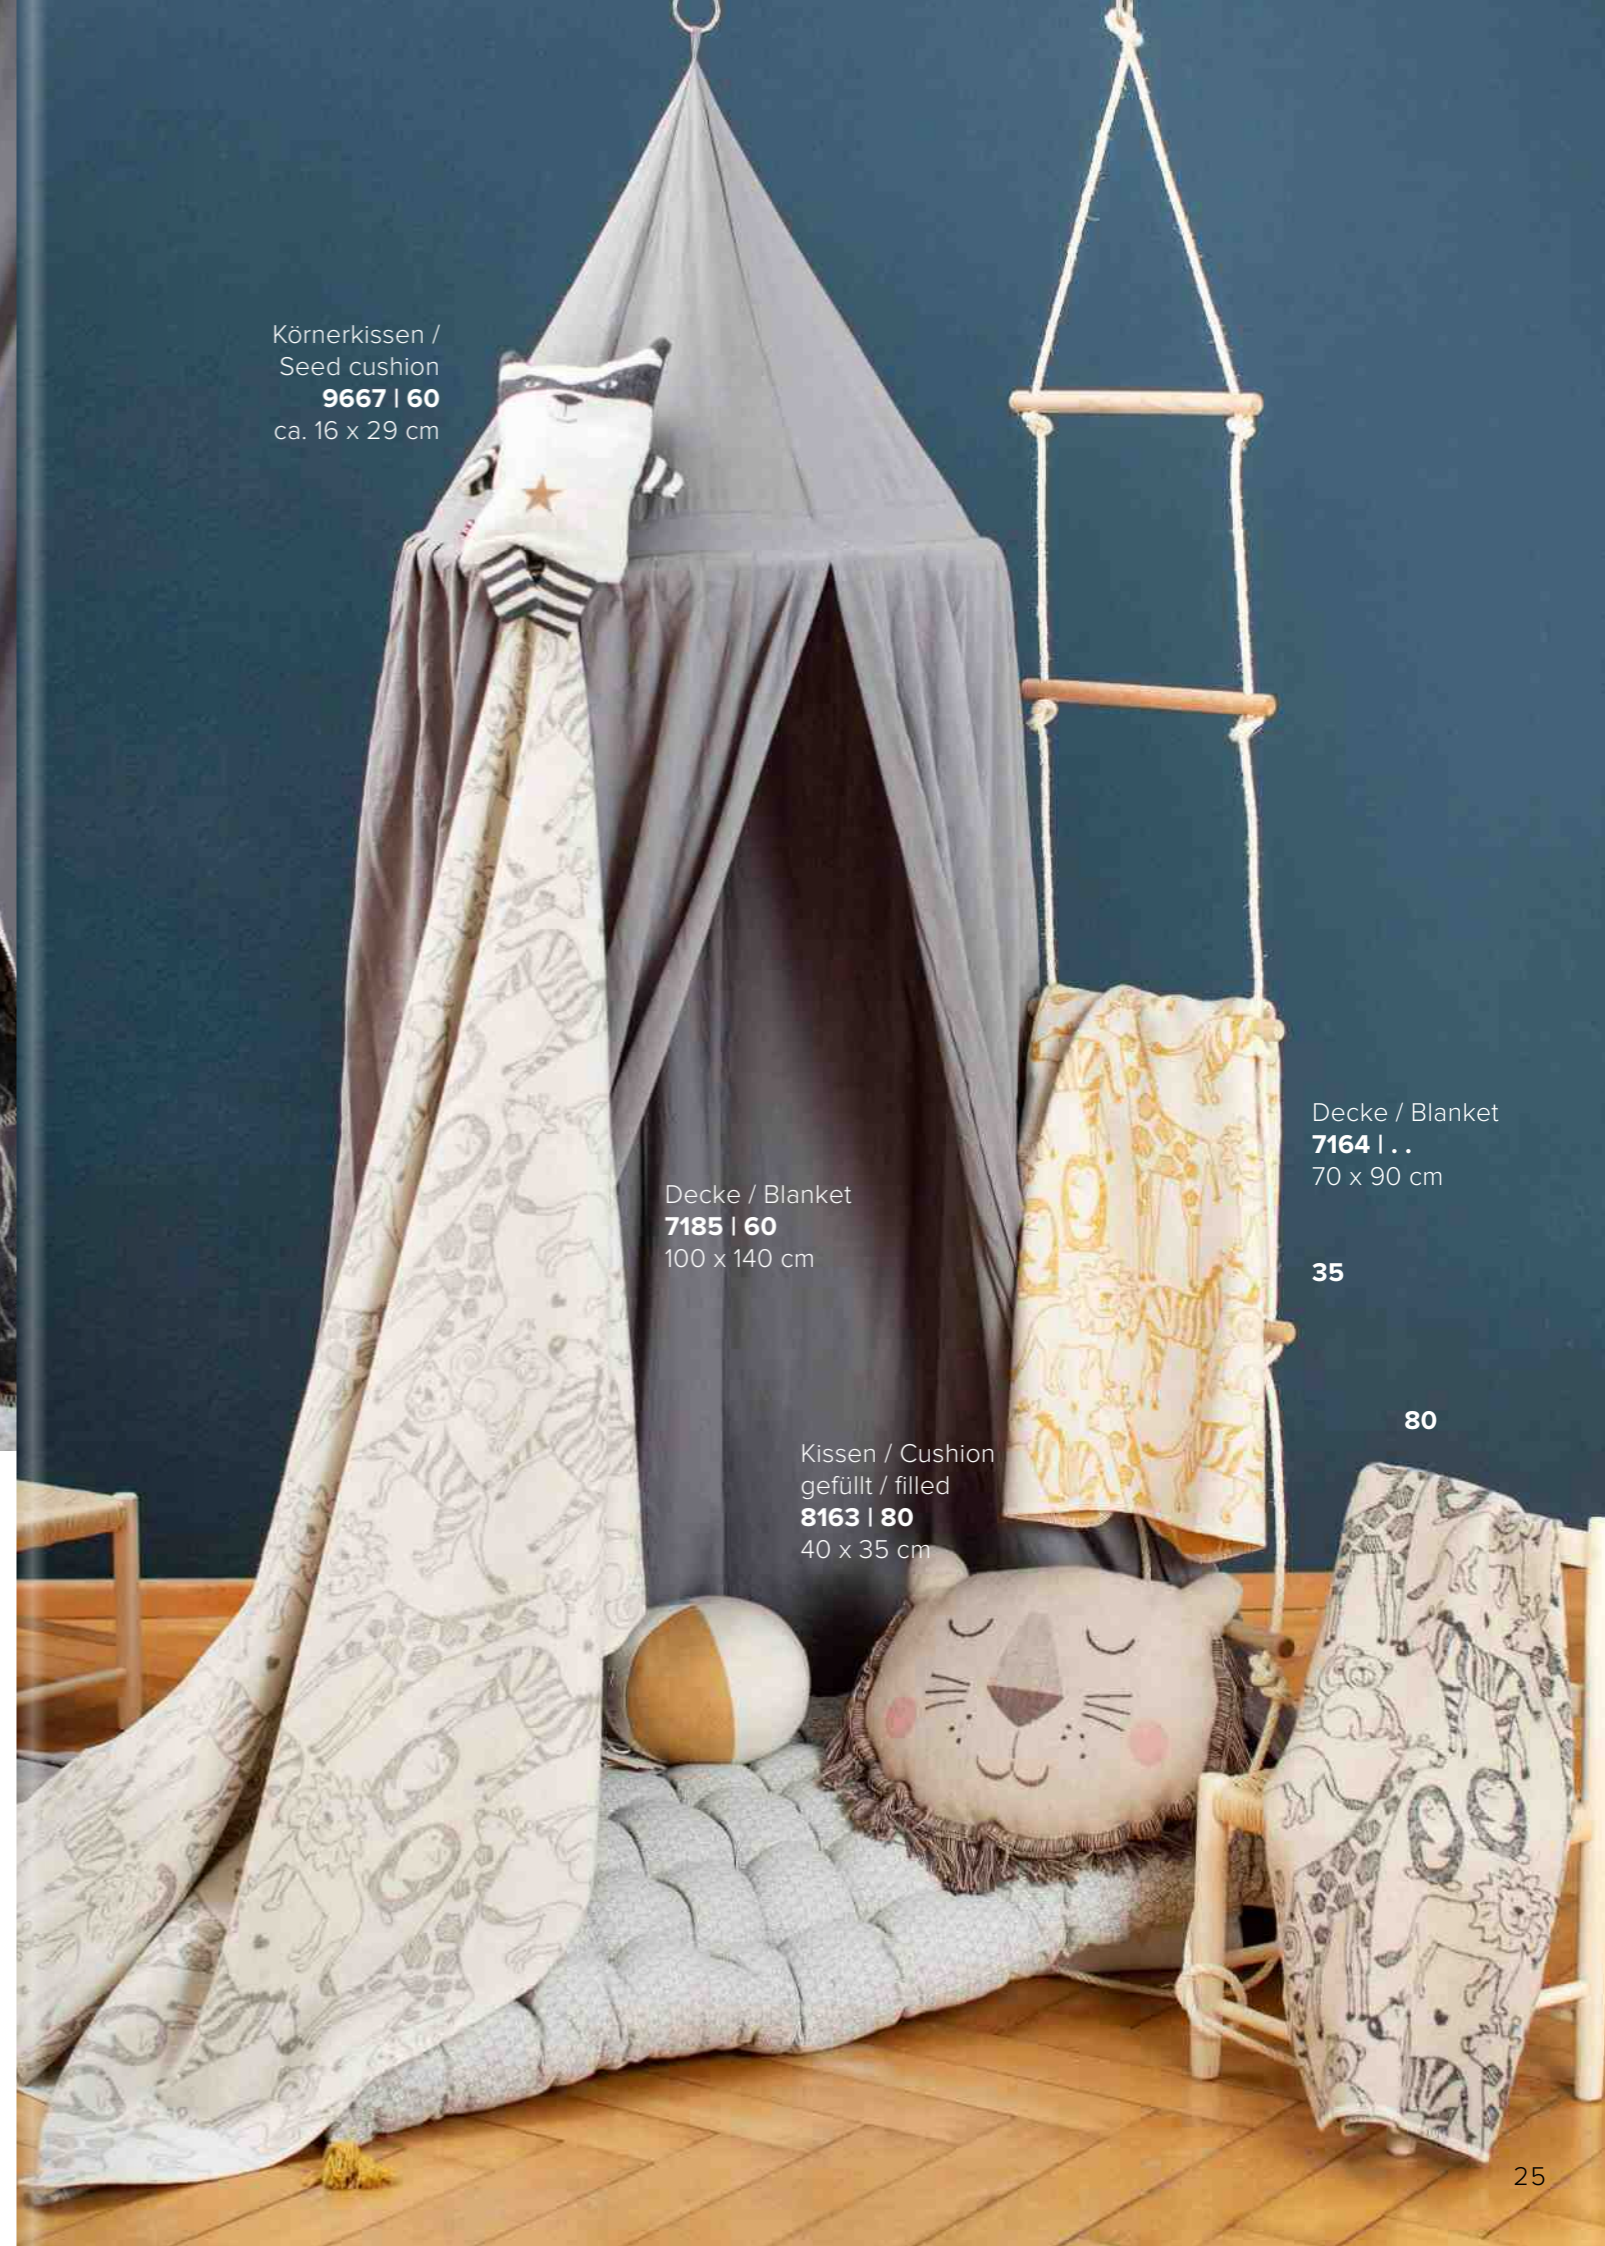 Körnerkissen /
Seed cushion
9667 | 60
ca. 16 x 29 cm
Decke / Blanket
7164 | . .
70 x 90 cm
Decke / Blanket
7185 | 60
100 x 140 cm
35
80
Kissen / Cushion
gefüllt / filled
8163 | 80
40 x 35 cm
25